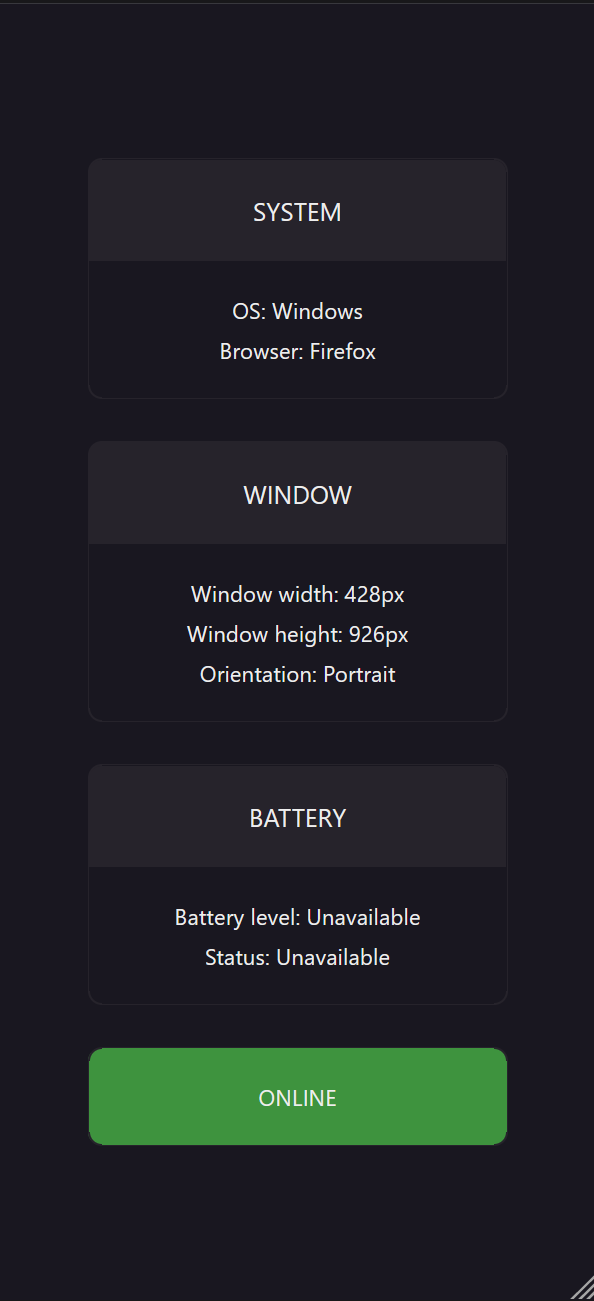 SYSTEM
OS: Windows
Browser: Firefox
WINDOW
Window width: 428px
Window height: 926px
Orientation: Portrait
BATTERY
Battery level: Unavailable
Status: Unavailable
ONLINE